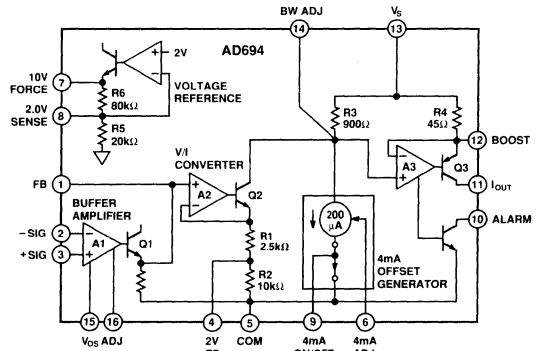 BW ADJ
V_S
14
13
AD694
2V
10V
FORCE
7
R6
80kΩ
VOLTAGE
REFERENCE
2.0V
SENSE
8
R5
20kΩ
R3
900Ω
R4
45Ω
12
BOOST
V/I
CONVERTER
A3
Q3
11
I_OUT
FB
1
A2
Q2
BUFFER
AMPLIFIER
200
μA
10
ALARM
-SIG
2
A1
Q1
R1
2.5kΩ
+SIG
3
R2
10kΩ
4mA
OFFSET
GENERATOR
15
16
4
5
9
6
V_OS ADJ
2V
COM
4mA
4mA